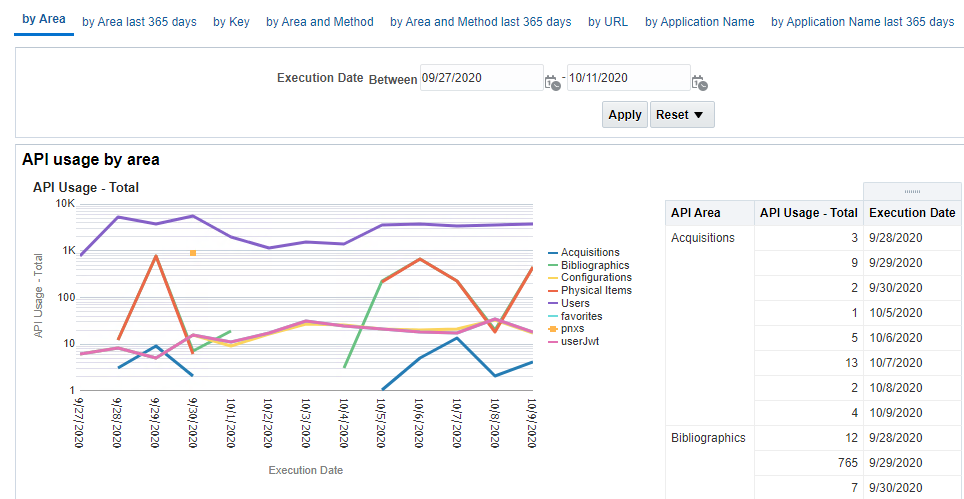 by Area by Area last 365 days by Key by Area and Method by Area and Method last 365 days by URL by Application Name by Application Name last 365 days
Execution Date Between 09/27/2020 - 10/11/2020
Apply Reset ▼
API usage by area
API Usage - Total
10K
1K
100
10
1
API Usage - Total
9/27/2020
9/28/2020
9/29/2020
9/30/2020
10/1/2020
10/2/2020
10/3/2020
10/4/2020
10/5/2020
10/6/2020
10/7/2020
10/8/2020
10/9/2020
Execution Date
Acquisitions
Bibliographics
Configurations
Physical Items
Users
favorites
pnxs
userJwt
API Area API Usage - Total Execution Date
Acquisitions 3 9/28/2020
9 9/29/2020
2 9/30/2020
1 10/5/2020
5 10/6/2020
13 10/7/2020
2 10/8/2020
4 10/9/2020
Bibliographics 12 9/28/2020
765 9/29/2020
7 9/30/2020